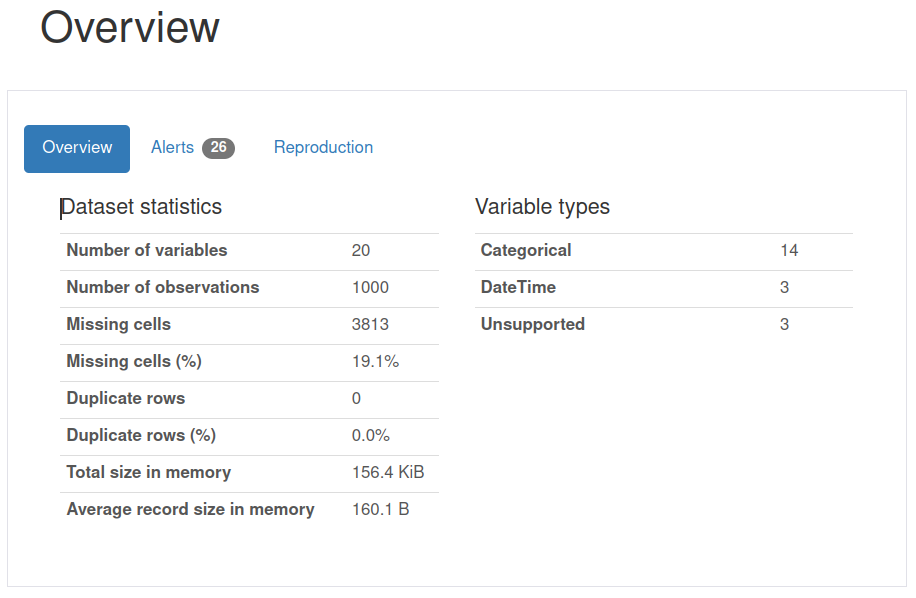 Overview
Overview Alerts 26 Reproduction
Dataset statistics
Number of variables 20
Number of observations 1000
Missing cells 3813
Missing cells (%) 19.1%
Duplicate rows 0
Duplicate rows (%) 0.0%
Total size in memory 156.4 KiB
Average record size in memory 160.1 B
Variable types
Categorical 14
DateTime 3
Unsupported 3